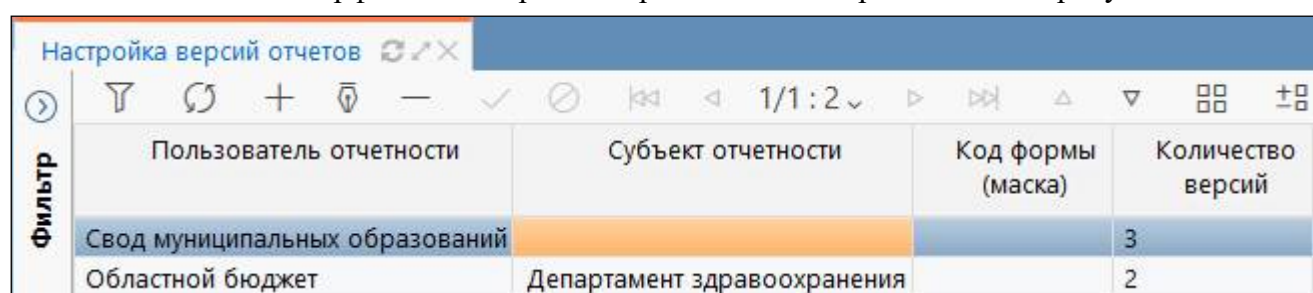 Настройка версий отчетов
1/1 : 2
Фильтр
Пользователь отчетности Субъект отчетности Код формы (маска) Количество версий
Свод муниципальных образований 3
Областной бюджет Департамент здравоохранения 2